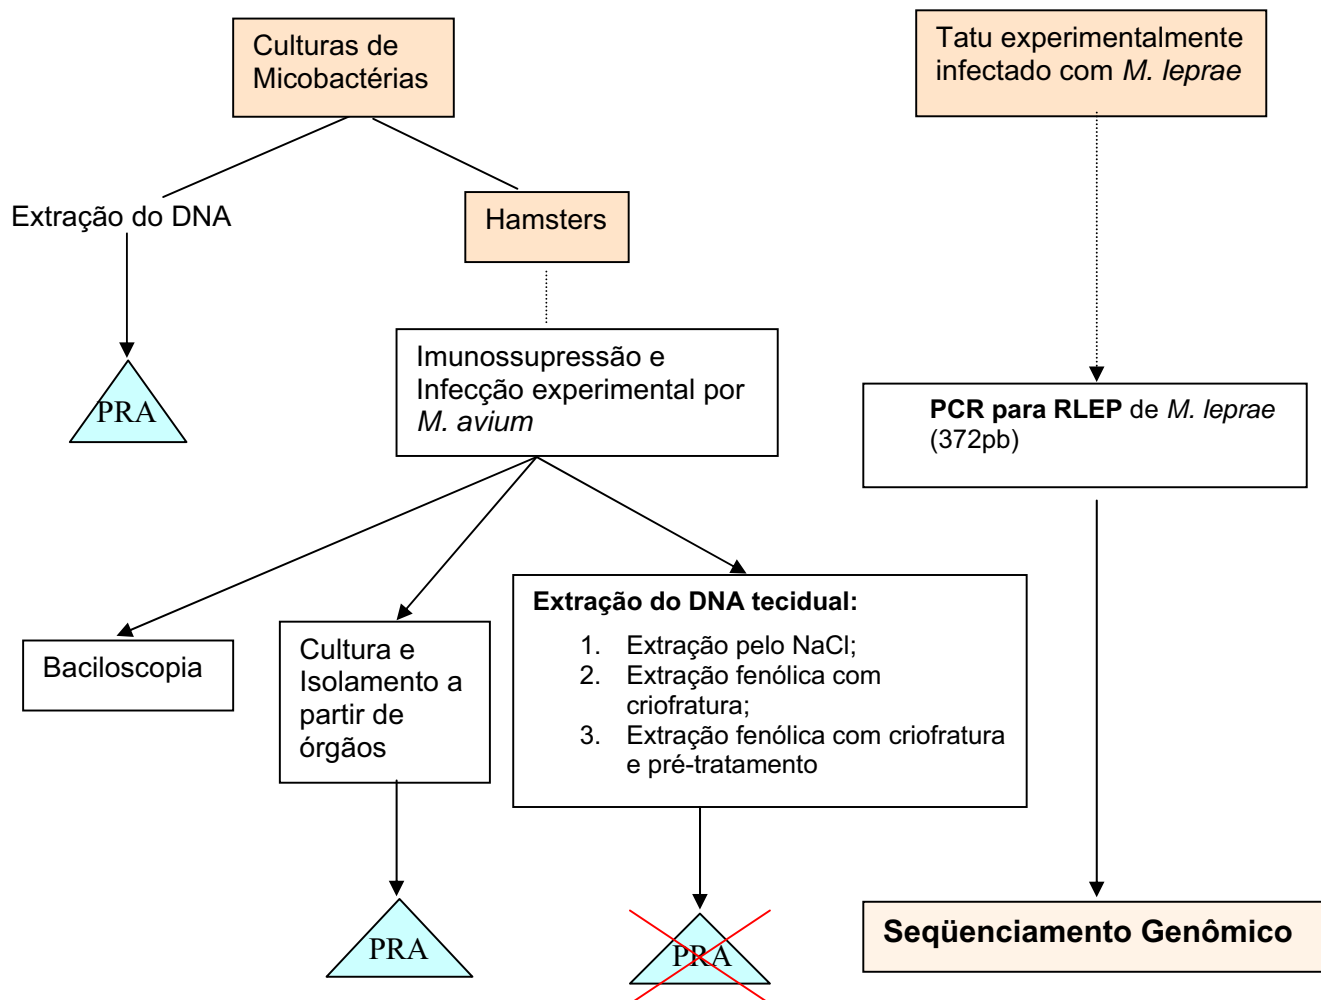 Culturas de
Micobactérias
Tatu experimentalmente
infectado com M. leprae
Extração do DNA
Hamsters
PRA
Imunossupressão e
Infecção experimental por
M. avium
PCR para RLEP de M. leprae
(372pb)
Baciloscopia
Cultura e
Isolamento a
partir de
órgãos
Extração do DNA tecidual:
1. Extração pelo NaCl;
2. Extração fenólica com
criofratura;
3. Extração fenólica com criofratura
e pré-tratamento
PRA
PRA
Seqüenciamento Genômico